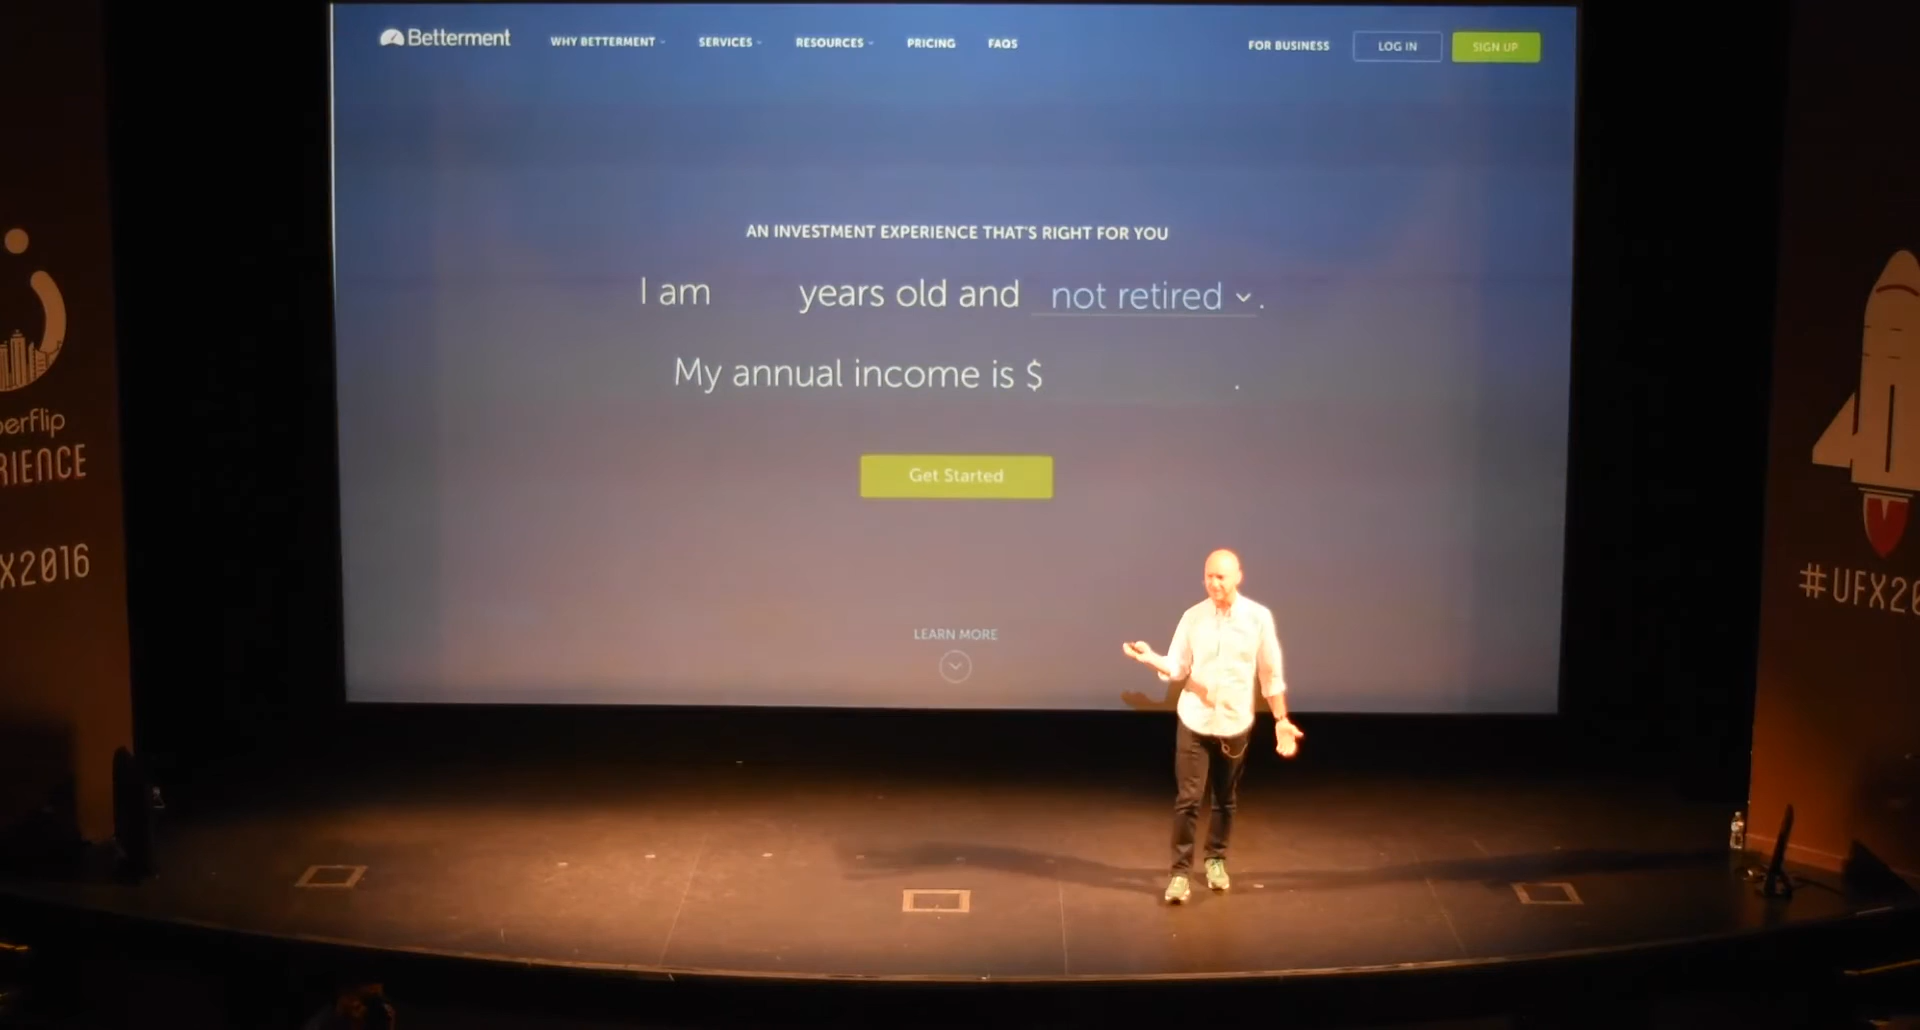 Betterment WHY BETTERMENT SERVICES RESOURCES PRICING FAQS FOR BUSINESS LOG IN SIGN UP
AN INVESTMENT EXPERIENCE THAT'S RIGHT FOR YOU
I am years old and not retired .
My annual income is $ .
Get Started
LEARN MORE
erflip
RIENCE
X2016
#UFX20